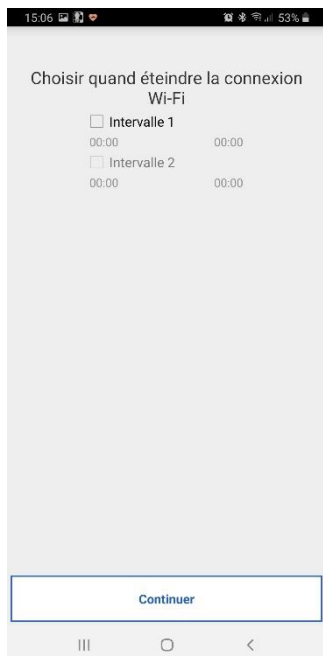 15:06 53%
Choisir quand éteindre la connexion
Wi-Fi
Intervalle 1
00:00 00:00
Intervalle 2
00:00 00:00
Continuer